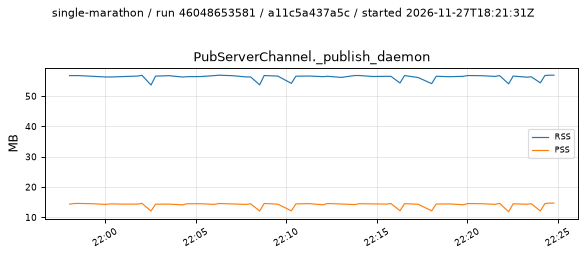 single-marathon / run 46048653581 / a11c5a437a5c / started 2026-11-27T18:21:31Z
PubServerChannel._publish_daemon
MB
50
40
30
20
10
RSS
PSS
22:00
22:05
22:10
22:15
22:20
22:25